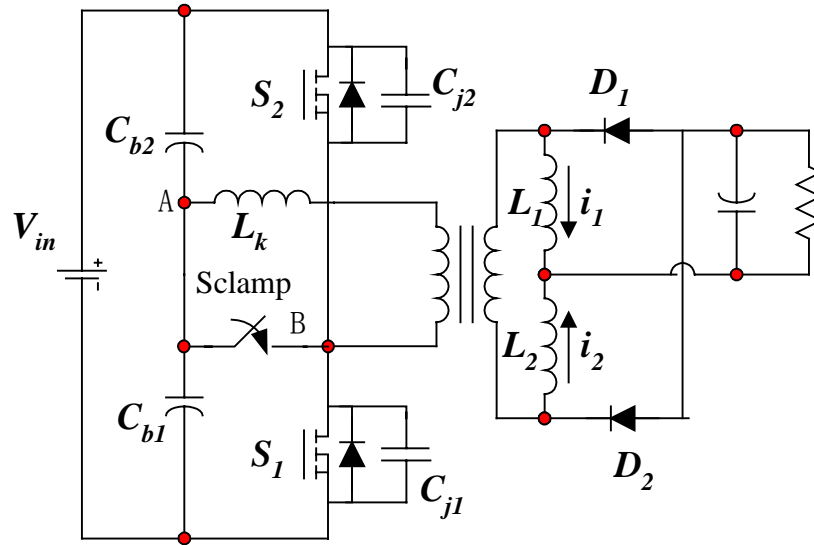 S2
Cj2
D1
Cb2
A
Lk
L1
i1
Vin
+
-
Sclamp
B
L2
i2
Cb1
S1
Cj1
D2